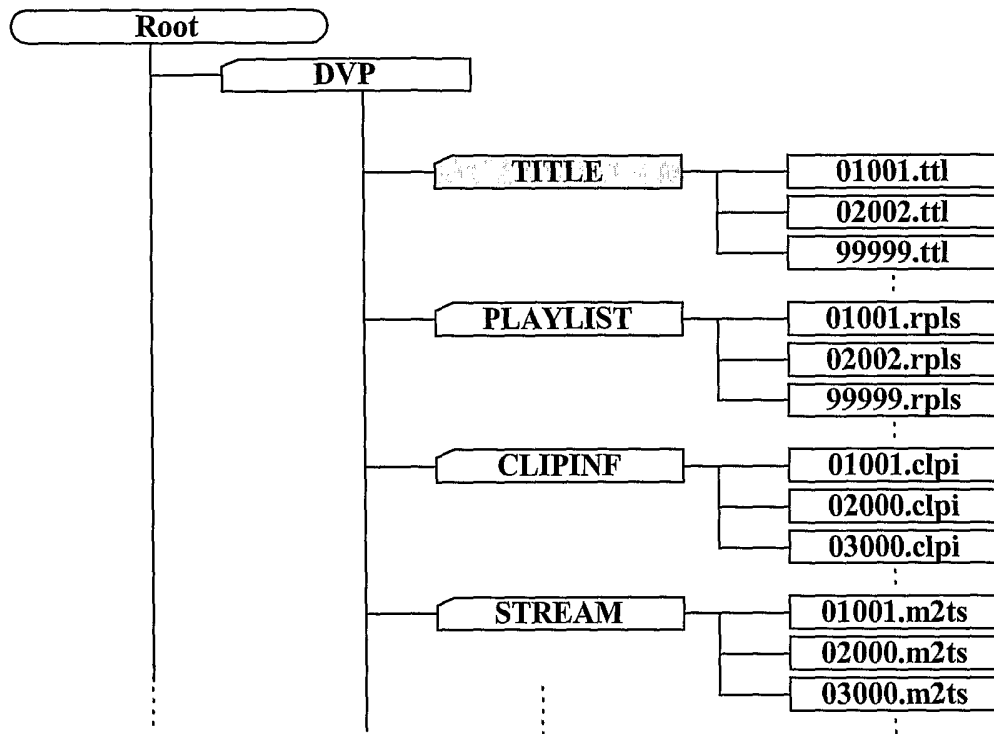 Root
DVP
TITLE
01001.ttl
02002.ttl
99999.ttl
PLAYLIST
01001.rpls
02002.rpls
99999.rpls
CLIPINF
01001.clpi
02000.clpi
03000.clpi
STREAM
01001.m2ts
02000.m2ts
03000.m2ts